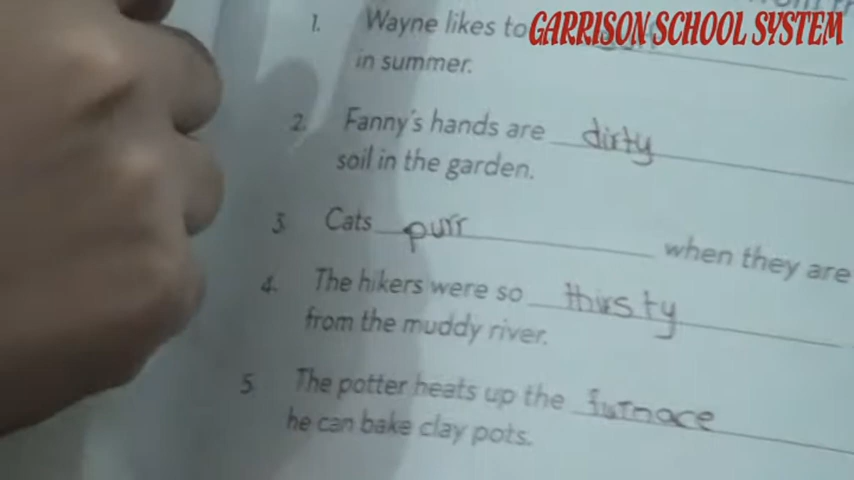 GARRISON SCHOOL SYSTEM
1. Wayne likes to
in summer.
2. Fanny's hands are dirty
soil in the garden.
3. Cats purr when they are
4. The hikers were so thirsty
from the muddy river.
5. The potter heats up the furnace
he can bake clay pots.